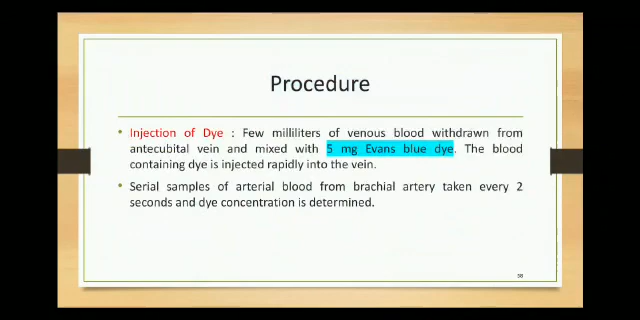 Procedure
• Injection of Dye : Few milliliters of venous blood withdrawn from
antecubital vein and mixed with 5 mg Evans blue dye. The blood
containing dye is injected rapidly into the vein.
• Serial samples of arterial blood from brachial artery taken every 2
seconds and dye concentration is determined.
38